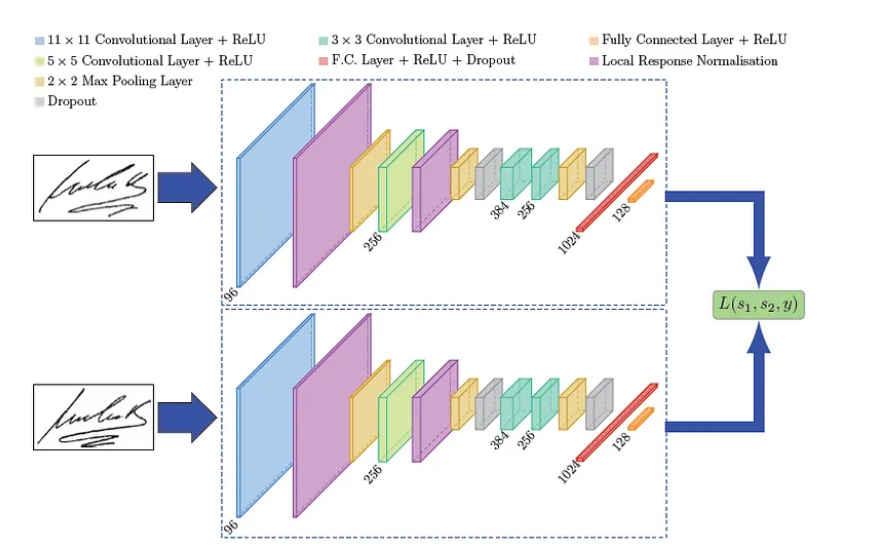 11 × 11 Convolutional Layer + ReLU
3 × 3 Convolutional Layer + ReLU
Fully Connected Layer + ReLU
5 × 5 Convolutional Layer + ReLU
F.C. Layer + ReLU + Dropout
Local Response Normalisation
2 × 2 Max Pooling Layer
Dropout
96
256
384
256
1024
128
L(s₁, s₂, y)
96
256
384
256
1024
128